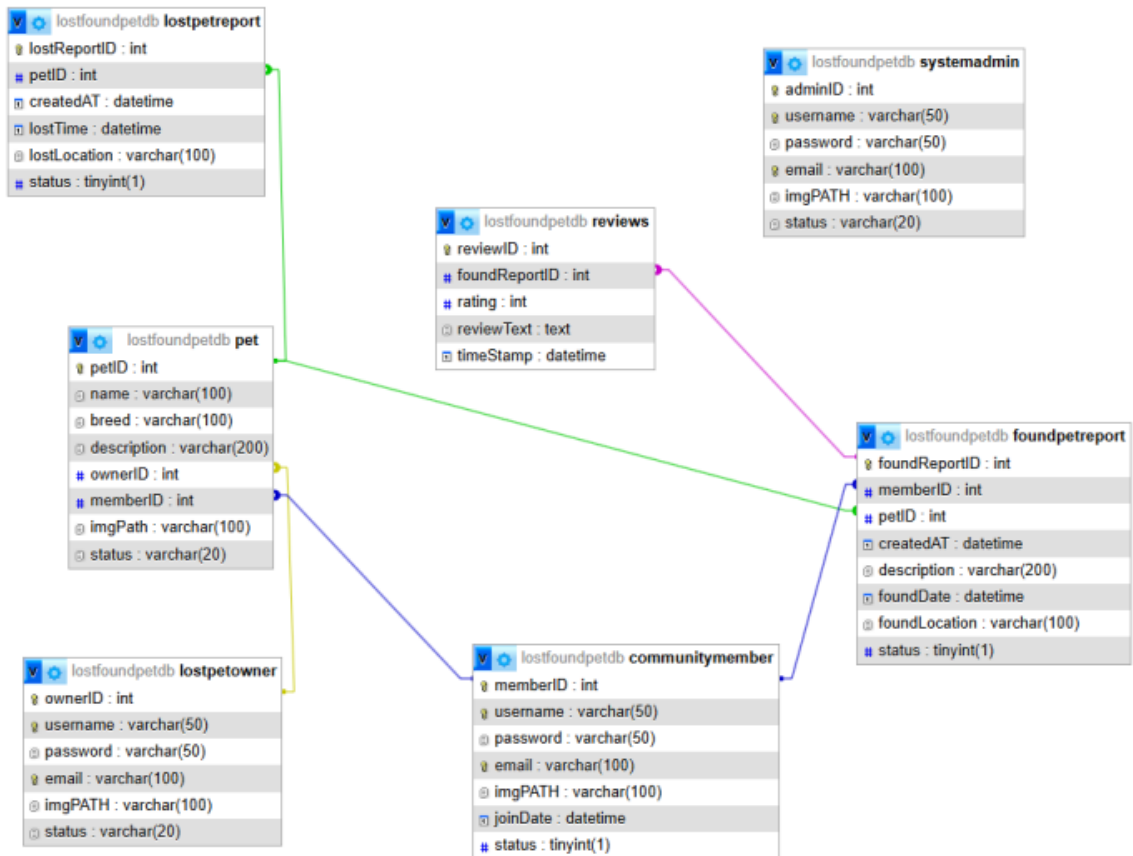 lostfoundpetdb lostpetreport
lostReportID : int
petID : int
createdAT : datetime
lostTime : datetime
lostLocation : varchar(100)
status : tinyint(1)
lostfoundpetdb systemadmin
adminID : int
username : varchar(50)
password : varchar(50)
email : varchar(100)
imgPATH : varchar(100)
status : varchar(20)
lostfoundpetdb reviews
reviewID : int
foundReportID : int
rating : int
reviewText : text
timeStamp : datetime
lostfoundpetdb pet
petID : int
name : varchar(100)
breed : varchar(100)
description : varchar(200)
ownerID : int
memberID : int
imgPath : varchar(100)
status : varchar(20)
lostfoundpetdb foundpetreport
foundReportID : int
memberID : int
petID : int
createdAT : datetime
description : varchar(200)
foundDate : datetime
foundLocation : varchar(100)
status : tinyint(1)
lostfoundpetdb lostpetowner
ownerID : int
username : varchar(50)
password : varchar(50)
email : varchar(100)
imgPATH : varchar(100)
status : varchar(20)
lostfoundpetdb communitymember
memberID : int
username : varchar(50)
password : varchar(50)
email : varchar(100)
imgPATH : varchar(100)
joinDate : datetime
status : tinyint(1)